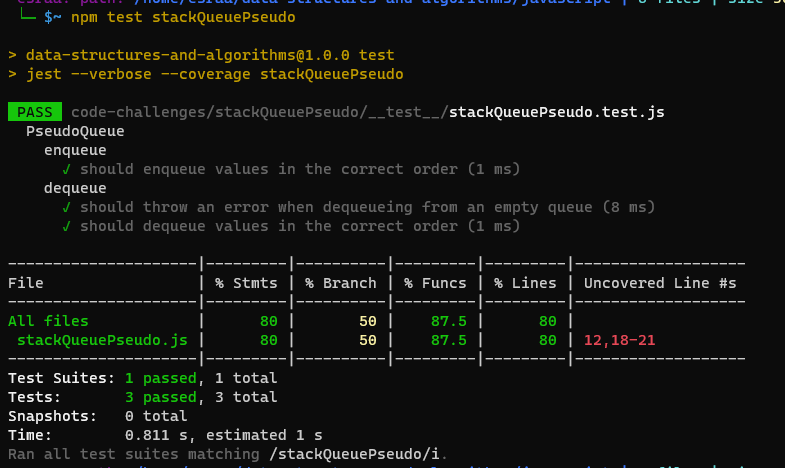 └─ $~ npm test stackQueuePseudo
> data-structures-and-algorithms@1.0.0 test
> jest --verbose --coverage stackQueuePseudo
PASS code-challenges/stackQueuePseudo/__test__/stackQueuePseudo.test.js
PseudoQueue
enqueue
√ should enqueue values in the correct order (1 ms)
dequeue
√ should throw an error when dequeueing from an empty queue (8 ms)
√ should dequeue values in the correct order (1 ms)
---------------------|---------|----------|---------|---------|-------------------
File                 | % Stmts | % Branch | % Funcs | % Lines | Uncovered Line #s
---------------------|---------|----------|---------|---------|-------------------
All files            |      80 |       50 |    87.5 |      80 |
 stackQueuePseudo.js |      80 |       50 |    87.5 |      80 | 12,18-21
---------------------|---------|----------|---------|---------|-------------------
Test Suites: 1 passed, 1 total
Tests:       3 passed, 3 total
Snapshots:   0 total
Time:        0.811 s, estimated 1 s
Ran all test suites matching /stackQueuePseudo/i.